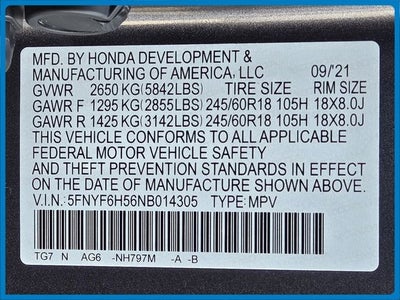 MFD. BY HONDA DEVELOPMENT &
MANUFACTURING OF AMERICA, LLC 09/'21
GVWR 2650 KG(5842LBS) TIRE SIZE RIM SIZE
GAWR F 1295 KG(2855LBS) 245/60R18 105H 18X8.0J
GAWR R 1425 KG(3142LBS) 245/60R18 105H 18X8.0J
THIS VEHICLE CONFORMS TO ALL APPLICABLE
FEDERAL MOTOR VEHICLE SAFETY, BUMPER,
AND THEFT PREVENTION STANDARDS IN EFFECT
ON THE DATE OF MANUFACTURE SHOWN ABOVE.
V.I.N.: 5FNYF6H56NB014305 TYPE: MPV
TG7 N AG6 -NH797M -A -B